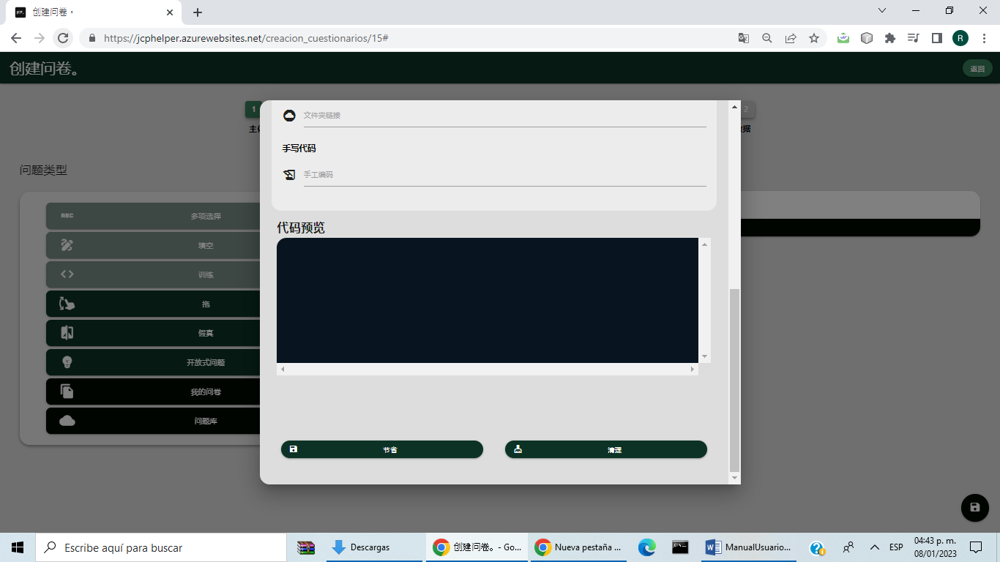 创建问卷。
https://jcphelper.azurewebsites.net/creacion_cuestionarios/15#
R
创建问卷。
返回
1
2
文件夹链接
手写代码
手工编码
问题类型
ABC
多项选择
填空
训练
拖
假真
开放式问题
我的问卷
问题库
代码预览
节省
清理
Escribe aquí para buscar
Descargas
创建问卷。 - Go...
Nueva pestaña ...
ManualUsuario...
ESP
04:43 p. m.
08/01/2023